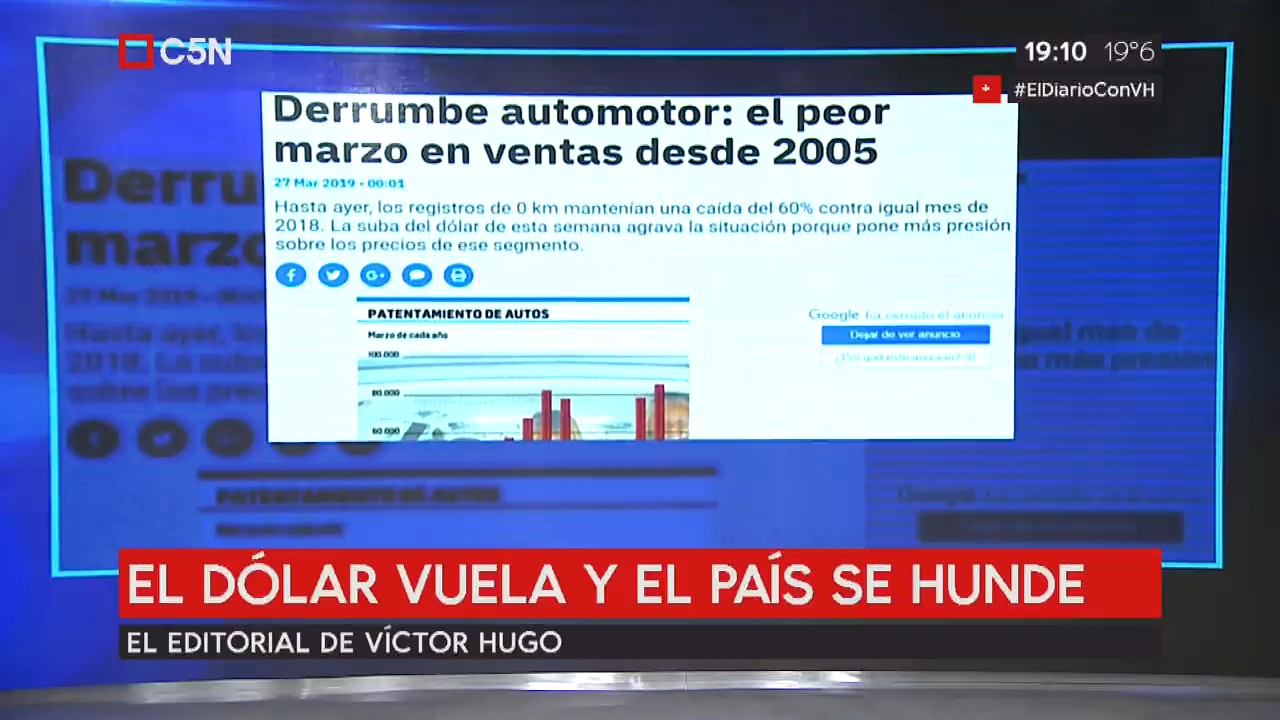 C5N
19:10 19°6
#ElDiarioConVH
Derrumbe automotor: el peor
marzo en ventas desde 2005
27 Mar 2019 - 00:01
Hasta ayer, los registros de 0 km mantenían una caída del 60% contra igual mes de
2018. La suba del dólar de esta semana agrava la situación porque pone más presión
sobre los precios de ese segmento.
PATENTAMIENTO DE AUTOS
Marzo de cada año
100.000
80.000
60.000
Google ha cerrado el anuncio
Dejar de ver anuncio
EL DÓLAR VUELA Y EL PAÍS SE HUNDE
EL EDITORIAL DE VÍCTOR HUGO